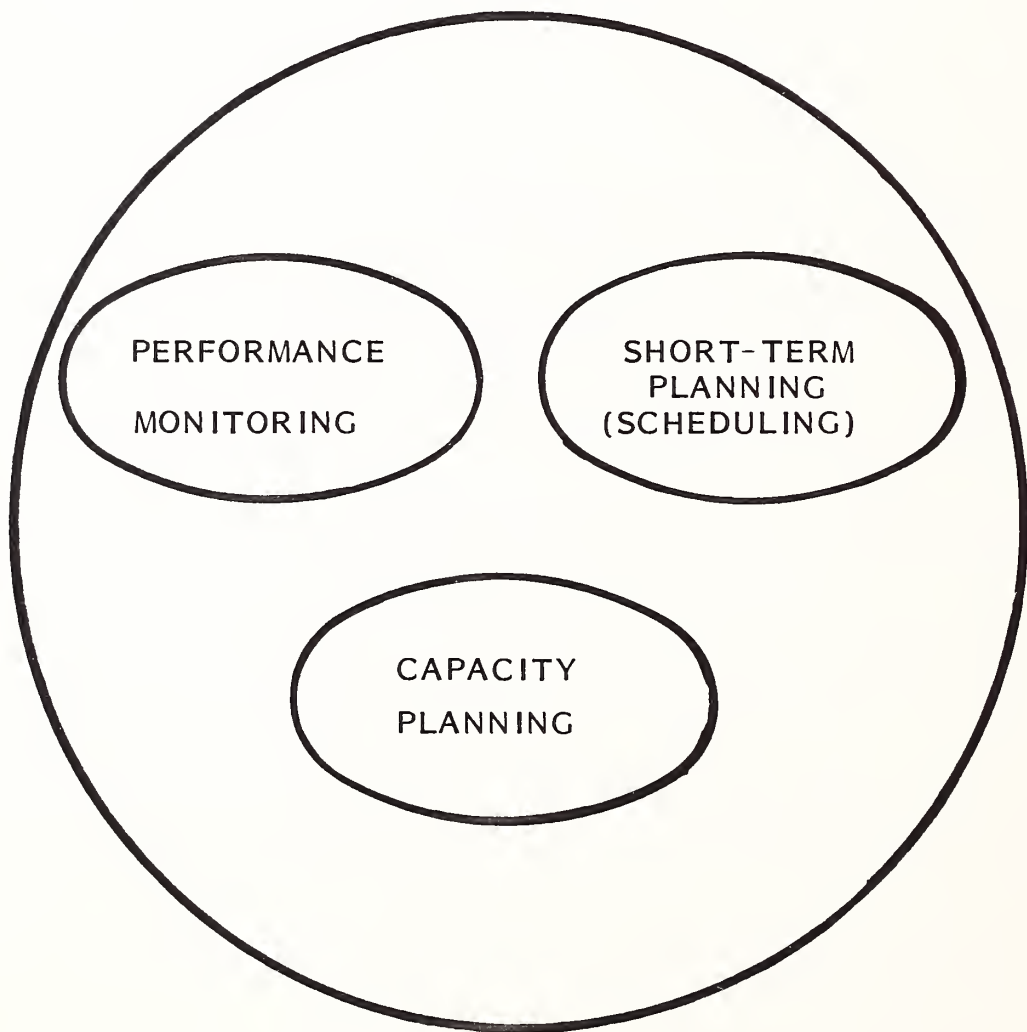 PERFORMANCE
MONITORING
SHORT-TERM
PLANNING
(SCHEDULING)
CAPACITY
PLANNING